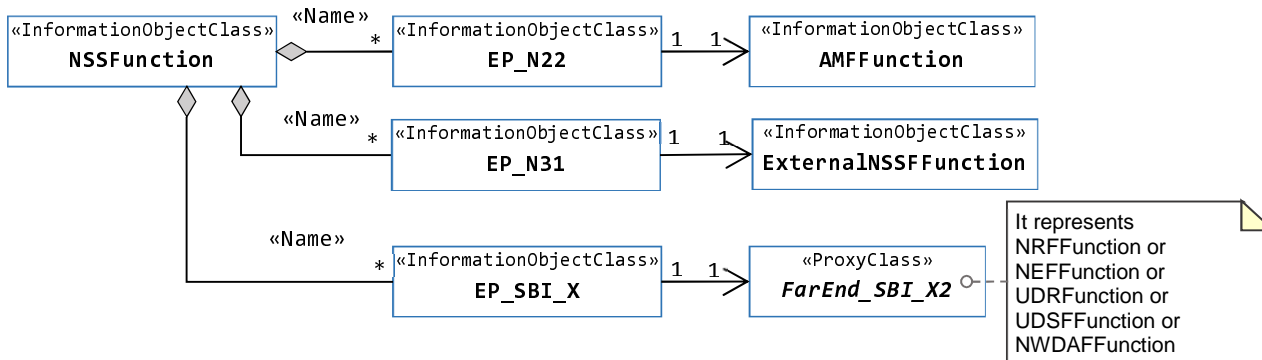 «Name»
«InformationObjectClass»
NSSFunction
*
«InformationObjectClass»
EP_N22
1 1
«InformationObjectClass»
AMFFunction
«Name»
*
«InformationObjectClass»
EP_N31
1 1
«InformationObjectClass»
ExternalNSSFFunction
«Name»
*
«InformationObjectClass»
EP_SBI_X
1 1
«ProxyClass»
FarEnd_SBI_X2
It represents
NRFFunction or
NEFFunction or
UDRFunction or
UDSFFunction or
NWDAFFunction